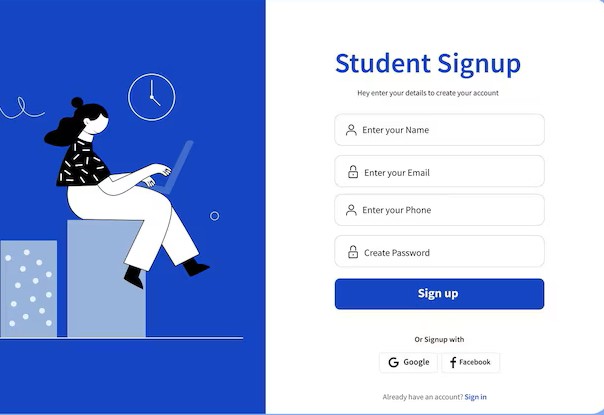 Student Signup
Hey enter your details to create your account
Enter your Name
Enter your Email
Enter your Phone
Create Password
Sign up
Or Signup with
Google
Facebook
Already have an account? Sign in